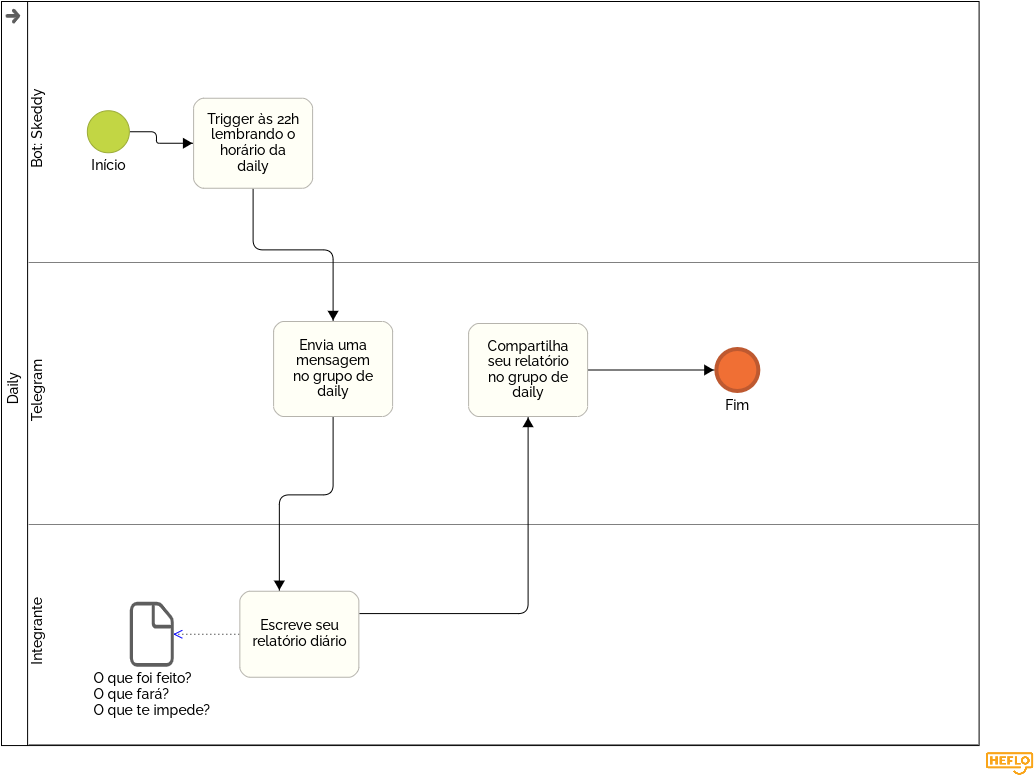 Daily
Bot: Skeddy
Início
Trigger às 22h
lembrando o
horário da
daily
Telegram
Envia uma
mensagem
no grupo de
daily
Compartilha
seu relatório
no grupo de
daily
Fim
Integrante
Escreve seu
relatório diário
O que foi feito?
O que fará?
O que te impede?
HEFLO